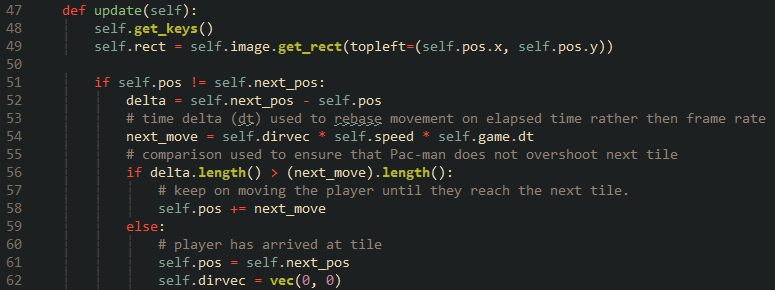 47 def update(self):
48 self.get_keys()
49 self.rect = self.image.get_rect(topleft=(self.pos.x, self.pos.y))
50
51 if self.pos != self.next_pos:
52 delta = self.next_pos - self.pos
53 # time delta (dt) used to rebase movement on elapsed time rather then frame rate
54 next_move = self.dirvec * self.speed * self.game.dt
55 # comparison used to ensure that Pac-man does not overshoot next tile
56 if delta.length() > (next_move).length():
57 # keep on moving the player until they reach the next tile.
58 self.pos += next_move
59 else:
60 # player has arrived at tile
61 self.pos = self.next_pos
62 self.dirvec = vec(0, 0)